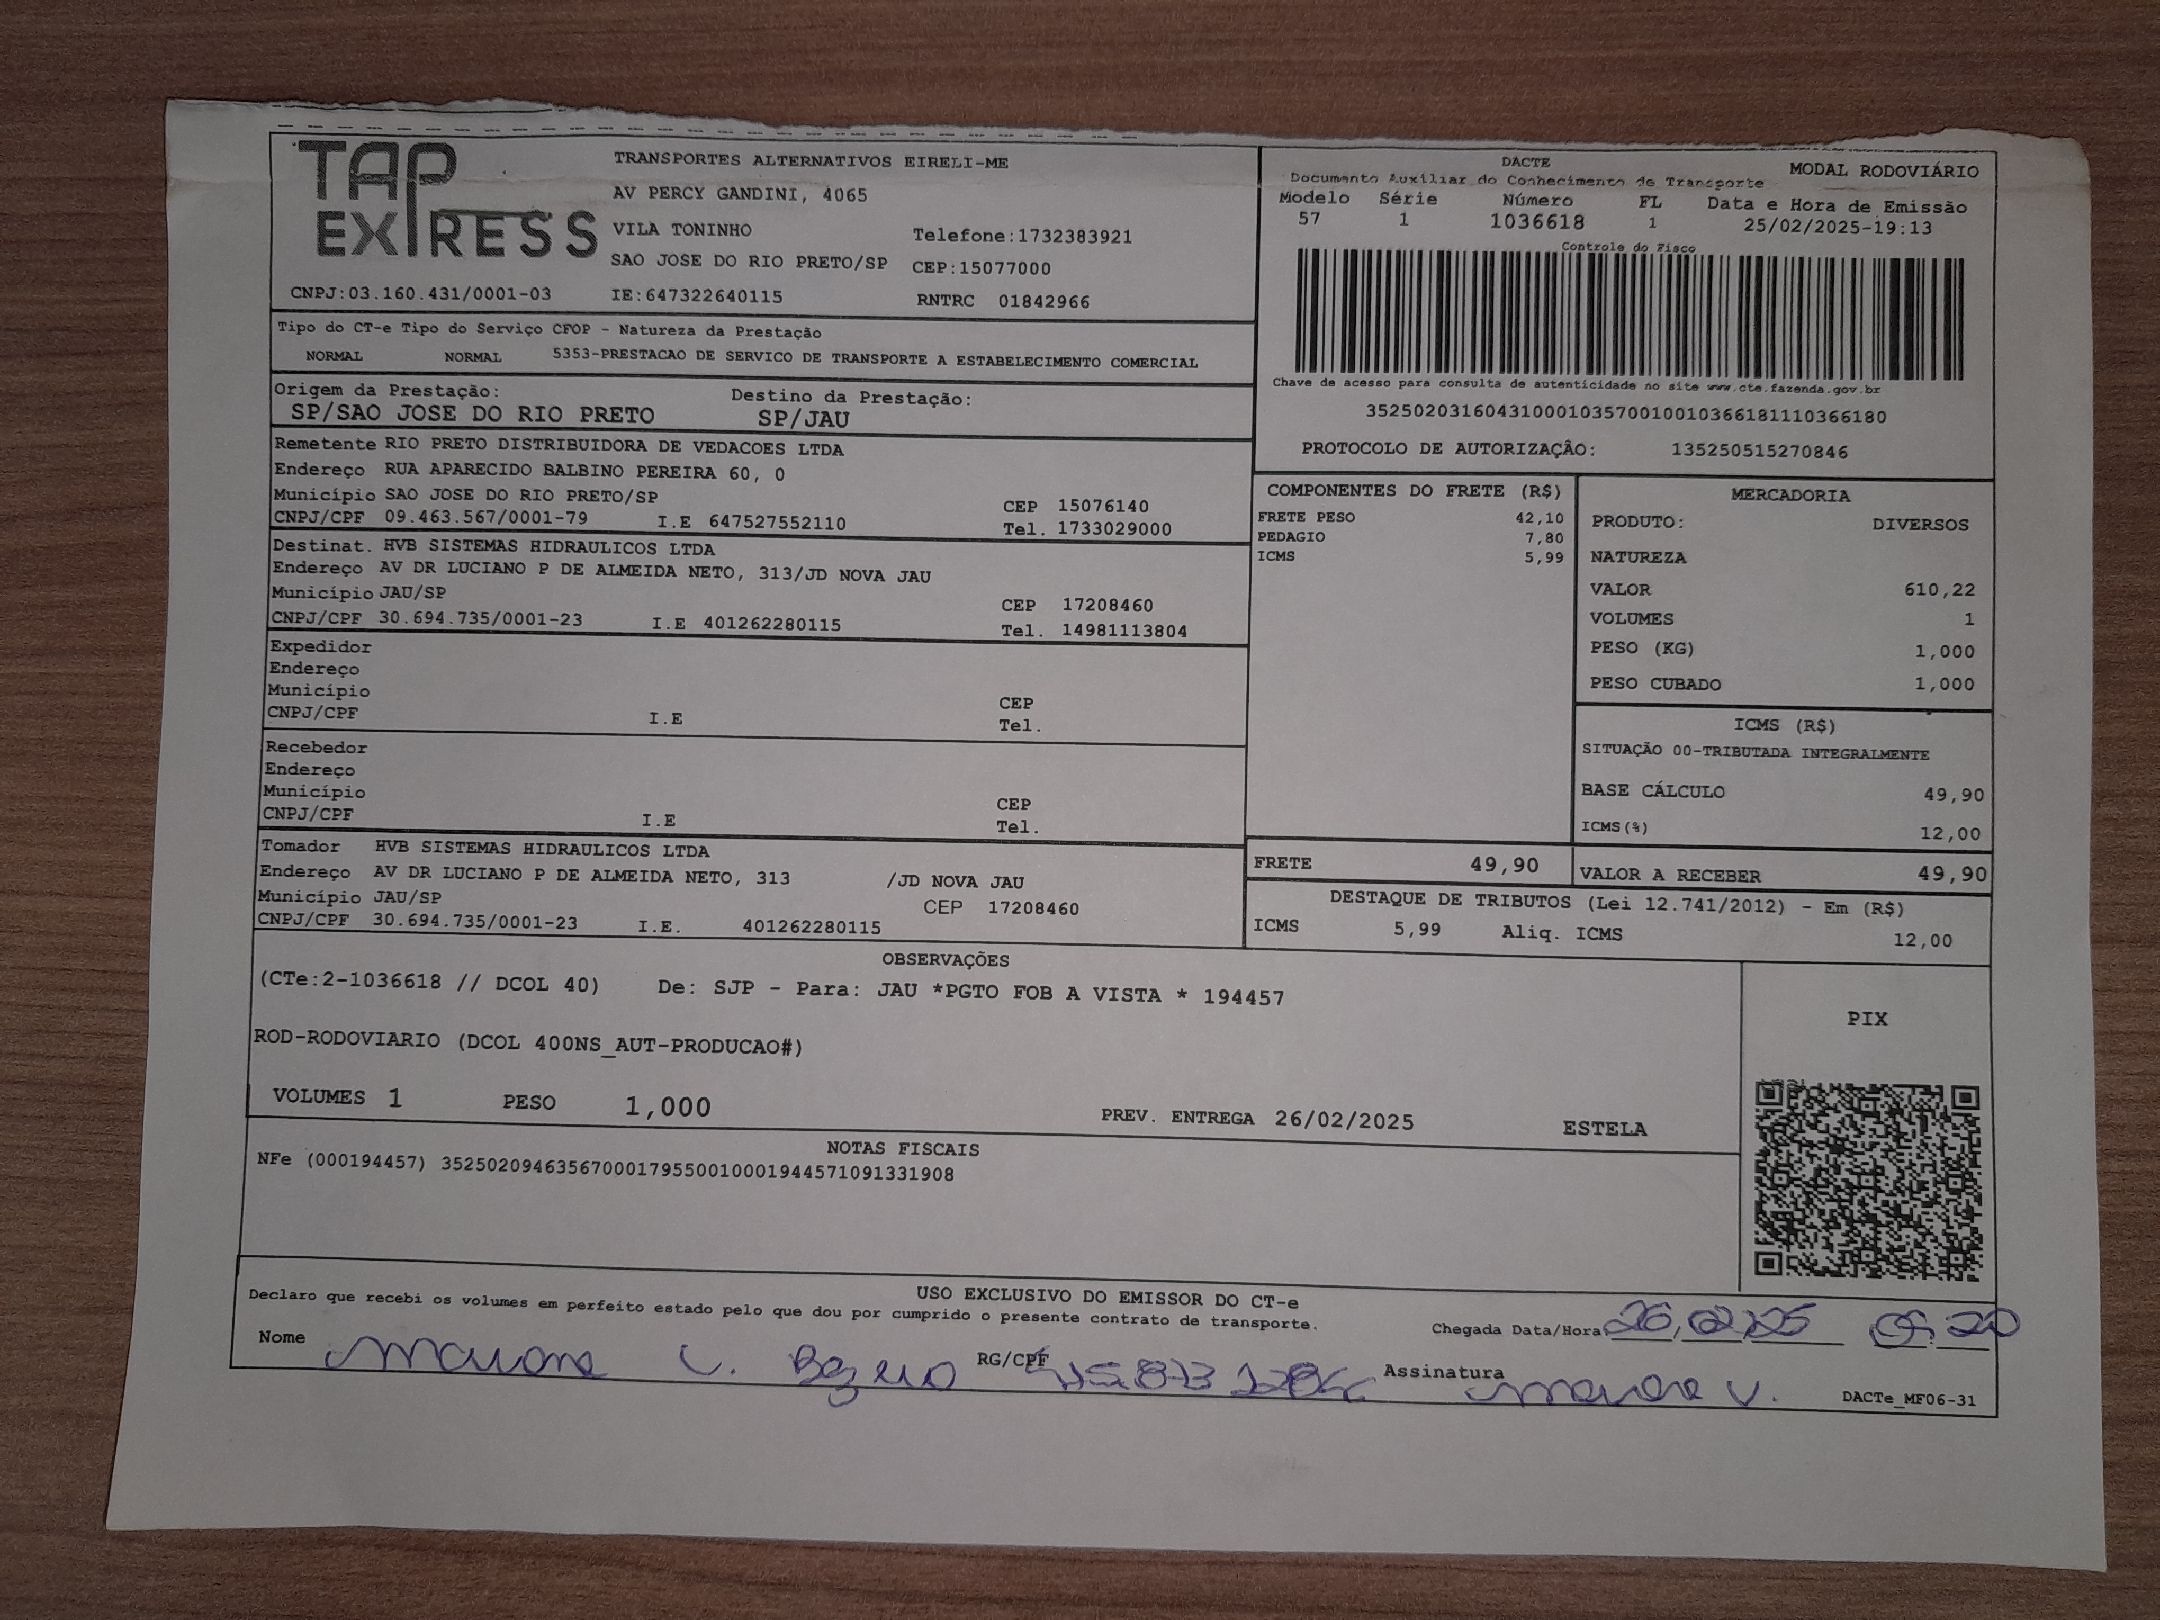 TAP EXPRESS
TRANSPORTES ALTERNATIVOS EIRELI-ME
AV PERCY GANDINI, 4065
VILA TONINHO Telefone:1732383921
SAO JOSE DO RIO PRETO/SP CEP:15077000
CNPJ:03.160.431/0001-03 IE:647322640115 RNTRC 01842966
DACTE MODAL RODOVIÁRIO
Documento Auxiliar do Conhecimento de Transporte
Modelo Série Número FL Data e Hora de Emissão
57 1 1036618 1 25/02/2025-19:13
Controle do Fisco
Chave de acesso para consulta de autenticidade no site www.cte.fazenda.gov.br
35250203160431000103570010010366181110366180
PROTOCOLO DE AUTORIZAÇÂO: 135250515270846
Tipo do CT-e Tipo do Serviço CFOP - Natureza da Prestação
NORMAL NORMAL 5353-PRESTACAO DE SERVICO DE TRANSPORTE A ESTABELECIMENTO COMERCIAL
Origem da Prestação: Destino da Prestação:
SP/SAO JOSE DO RIO PRETO SP/JAU
Remetente RIO PRETO DISTRIBUIDORA DE VEDACOES LTDA
Endereço RUA APARECIDO BALBINO PEREIRA 60, 0
Município SAO JOSE DO RIO PRETO/SP CEP 15076140
CNPJ/CPF 09.463.567/0001-79 I.E 647527552110 Tel. 1733029000
Destinat. HVB SISTEMAS HIDRAULICOS LTDA
Endereço AV DR LUCIANO P DE ALMEIDA NETO, 313/JD NOVA JAU
Município JAU/SP CEP 17208460
CNPJ/CPF 30.694.735/0001-23 I.E 401262280115 Tel. 14981113804
Expedidor
Endereço
Município CEP
CNPJ/CPF I.E Tel.
Recebedor
Endereço
Município CEP
CNPJ/CPF I.E Tel.
Tomador HVB SISTEMAS HIDRAULICOS LTDA
Endereço AV DR LUCIANO P DE ALMEIDA NETO, 313 /JD NOVA JAU
Município JAU/SP CEP 17208460
CNPJ/CPF 30.694.735/0001-23 I.E. 401262280115
COMPONENTES DO FRETE (R$)
FRETE PESO 42,10
PEDAGIO 7,80
ICMS 5,99
MERCADORIA
PRODUTO: DIVERSOS
NATUREZA
VALOR 610,22
VOLUMES 1
PESO (KG) 1,000
PESO CUBADO 1,000
ICMS (R$)
SITUAÇÃO 00-TRIBUTADA INTEGRALMENTE
BASE CÁLCULO 49,90
ICMS(%) 12,00
FRETE 49,90 VALOR A RECEBER 49,90
DESTAQUE DE TRIBUTOS (Lei 12.741/2012) - Em (R$)
ICMS 5,99 Aliq. ICMS 12,00
OBSERVAÇÕES
(CTe:2-1036618 // DCOL 40) De: SJP - Para: JAU *PGTO FOB A VISTA * 194457
ROD-RODOVIARIO (DCOL 400NS_AUT-PRODUCAO#)
VOLUMES 1 PESO 1,000 PREV. ENTREGA 26/02/2025 ESTELA
PIX
NOTAS FISCAIS
NFe (000194457) 35250209463567000179550010001944571091331908
USO EXCLUSIVO DO EMISSOR DO CT-e
Declaro que recebi os volumes em perfeito estado pelo que dou por cumprido o presente contrato de transporte.
Chegada Data/Hora 26/02/25
Nome V. RG/CPF Assinatura V.
DACTe_MF06-31